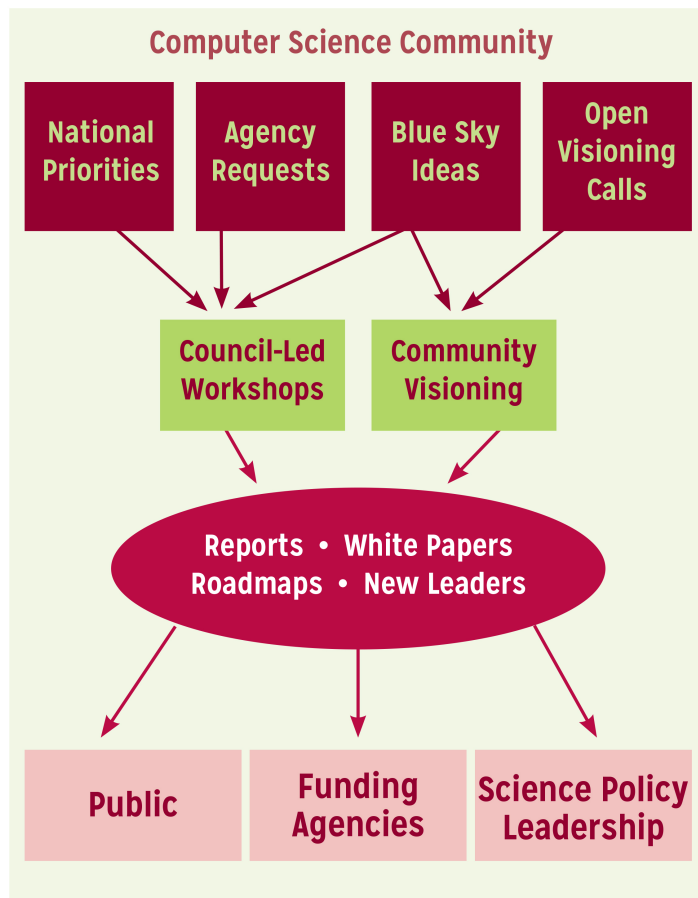 Computer Science Community
National
Priorities
Agency
Requests
Blue Sky
Ideas
Open
Visioning
Calls
Council-Led
Workshops
Community
Visioning
Reports • White Papers
Roadmaps • New Leaders
Public
Funding
Agencies
Science Policy
Leadership